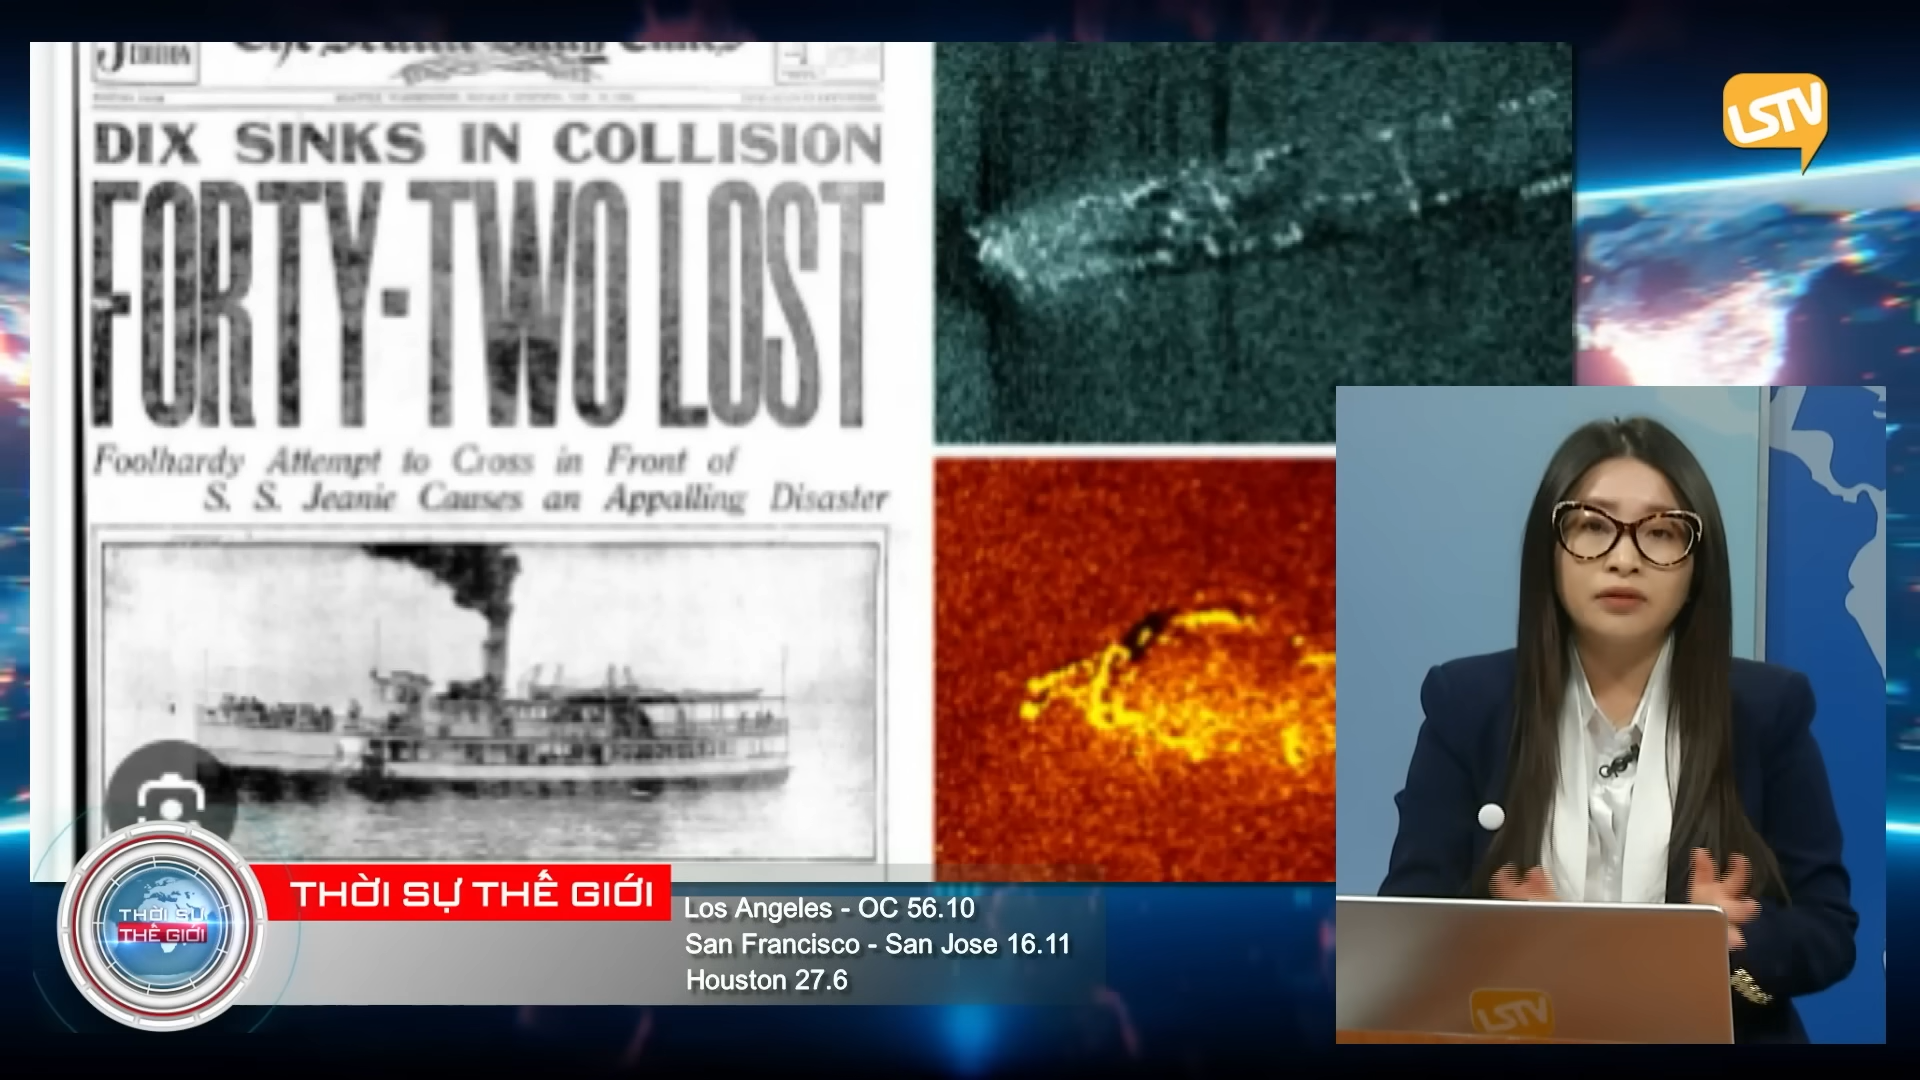 EDITION
DIX SINKS IN COLLISION
FORTY-TWO LOST
Foolhardy Attempt to Cross in Front of
S. S. Jeanie Causes an Appalling Disaster
LSTV
THỜI SỰ THẾ GIỚI
THỜI SỰ
THẾ GIỚI
Los Angeles - OC 56.10
San Francisco - San Jose 16.11
Houston 27.6
LSTV